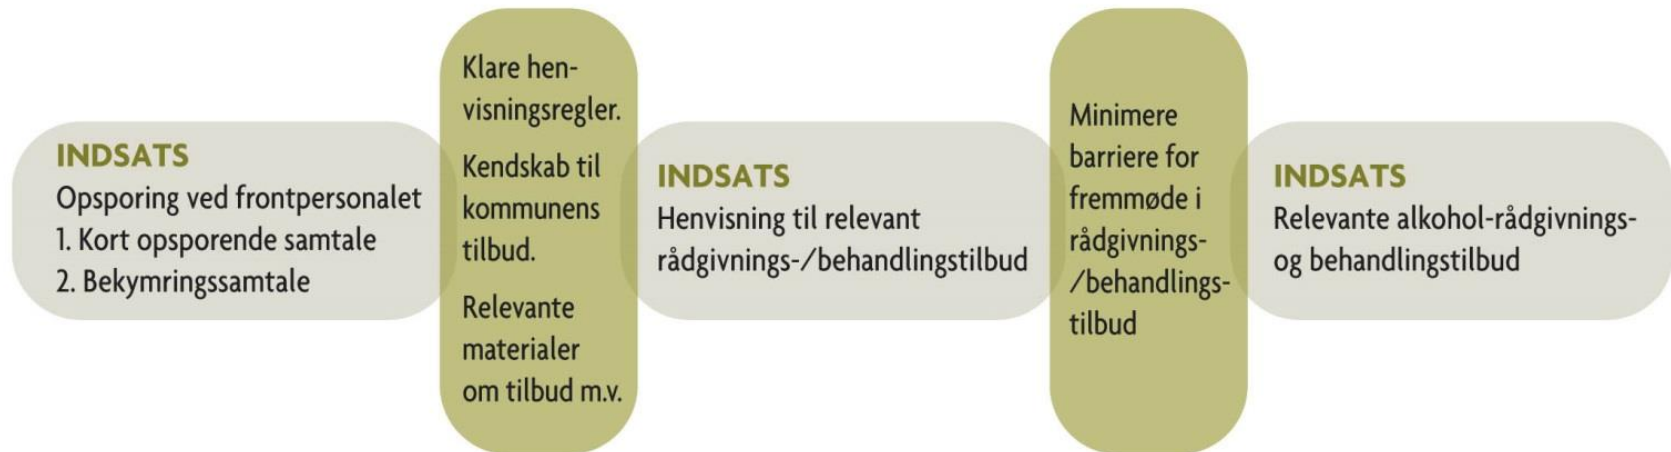 INDSATS
Opsporing ved frontpersonalet
1. Kort opsporende samtale
2. Bekymringssamtale
Klare hen-
visningsregler.
Kendskab til
kommunens
tilbud.
Relevante
materialer
om tilbud m.v.
INDSATS
Henvisning til relevant
rådgivnings-/behandlingstilbud
Minimere
barriere for
fremmøde i
rådgivnings-
/behandlings-
tilbud
INDSATS
Relevante alkohol-rådgivnings-
og behandlingstilbud